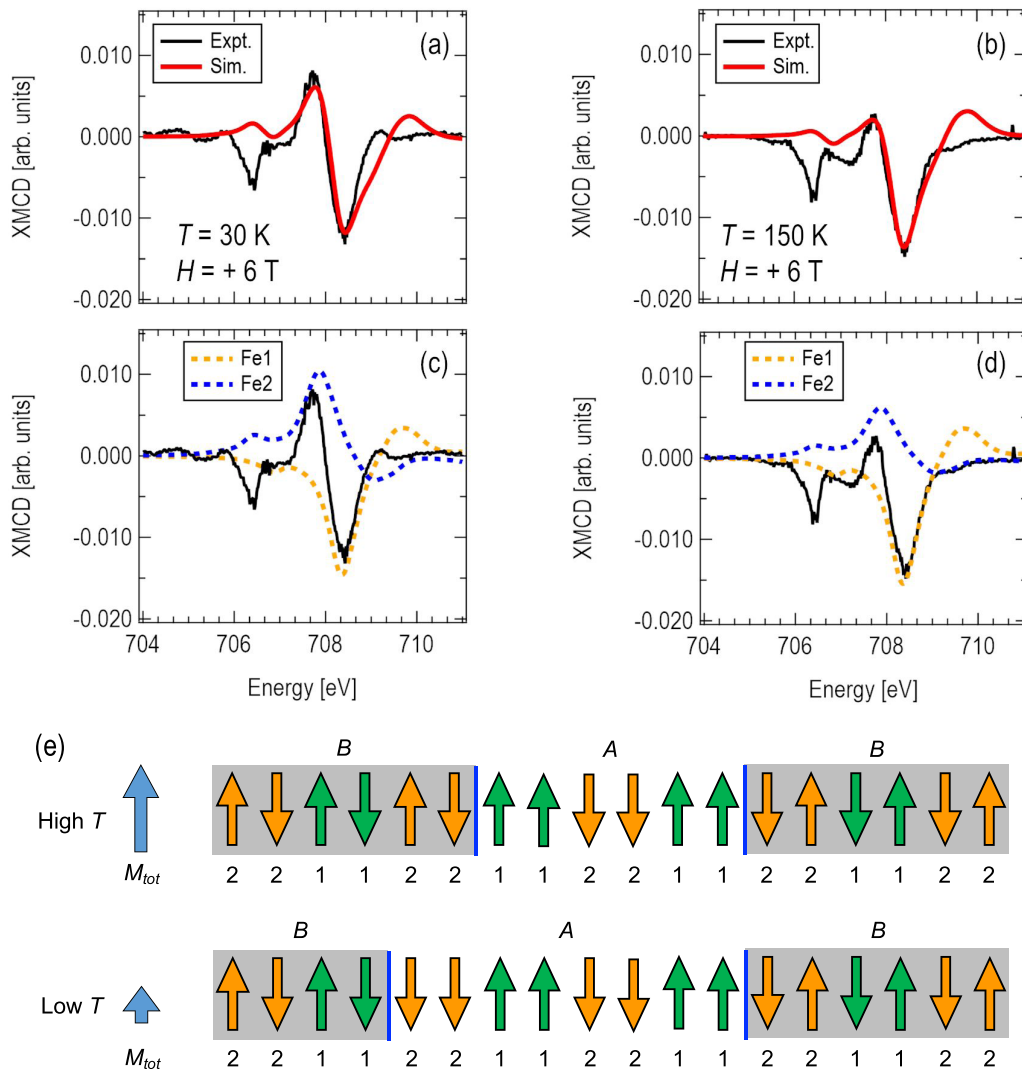 (a)
Expt.
Sim.
XMCD [arb. units]
0.010
0.000
-0.010
-0.020
T = 30 K
H = + 6 T
(b)
Expt.
Sim.
XMCD [arb. units]
0.010
0.000
-0.010
-0.020
T = 150 K
H = + 6 T
(c)
Fe1
Fe2
XMCD [arb. units]
0.010
0.000
-0.010
-0.020
704 706 708 710
Energy [eV]
(d)
Fe1
Fe2
XMCD [arb. units]
0.010
0.000
-0.010
-0.020
704 706 708 710
Energy [eV]
(e)
B A B
High T
Mtot 2 2 1 1 2 2 1 1 2 2 1 1 2 2 1 1 2 2
B A B
Low T
Mtot 2 2 1 1 2 2 1 1 2 2 1 1 2 2 1 1 2 2